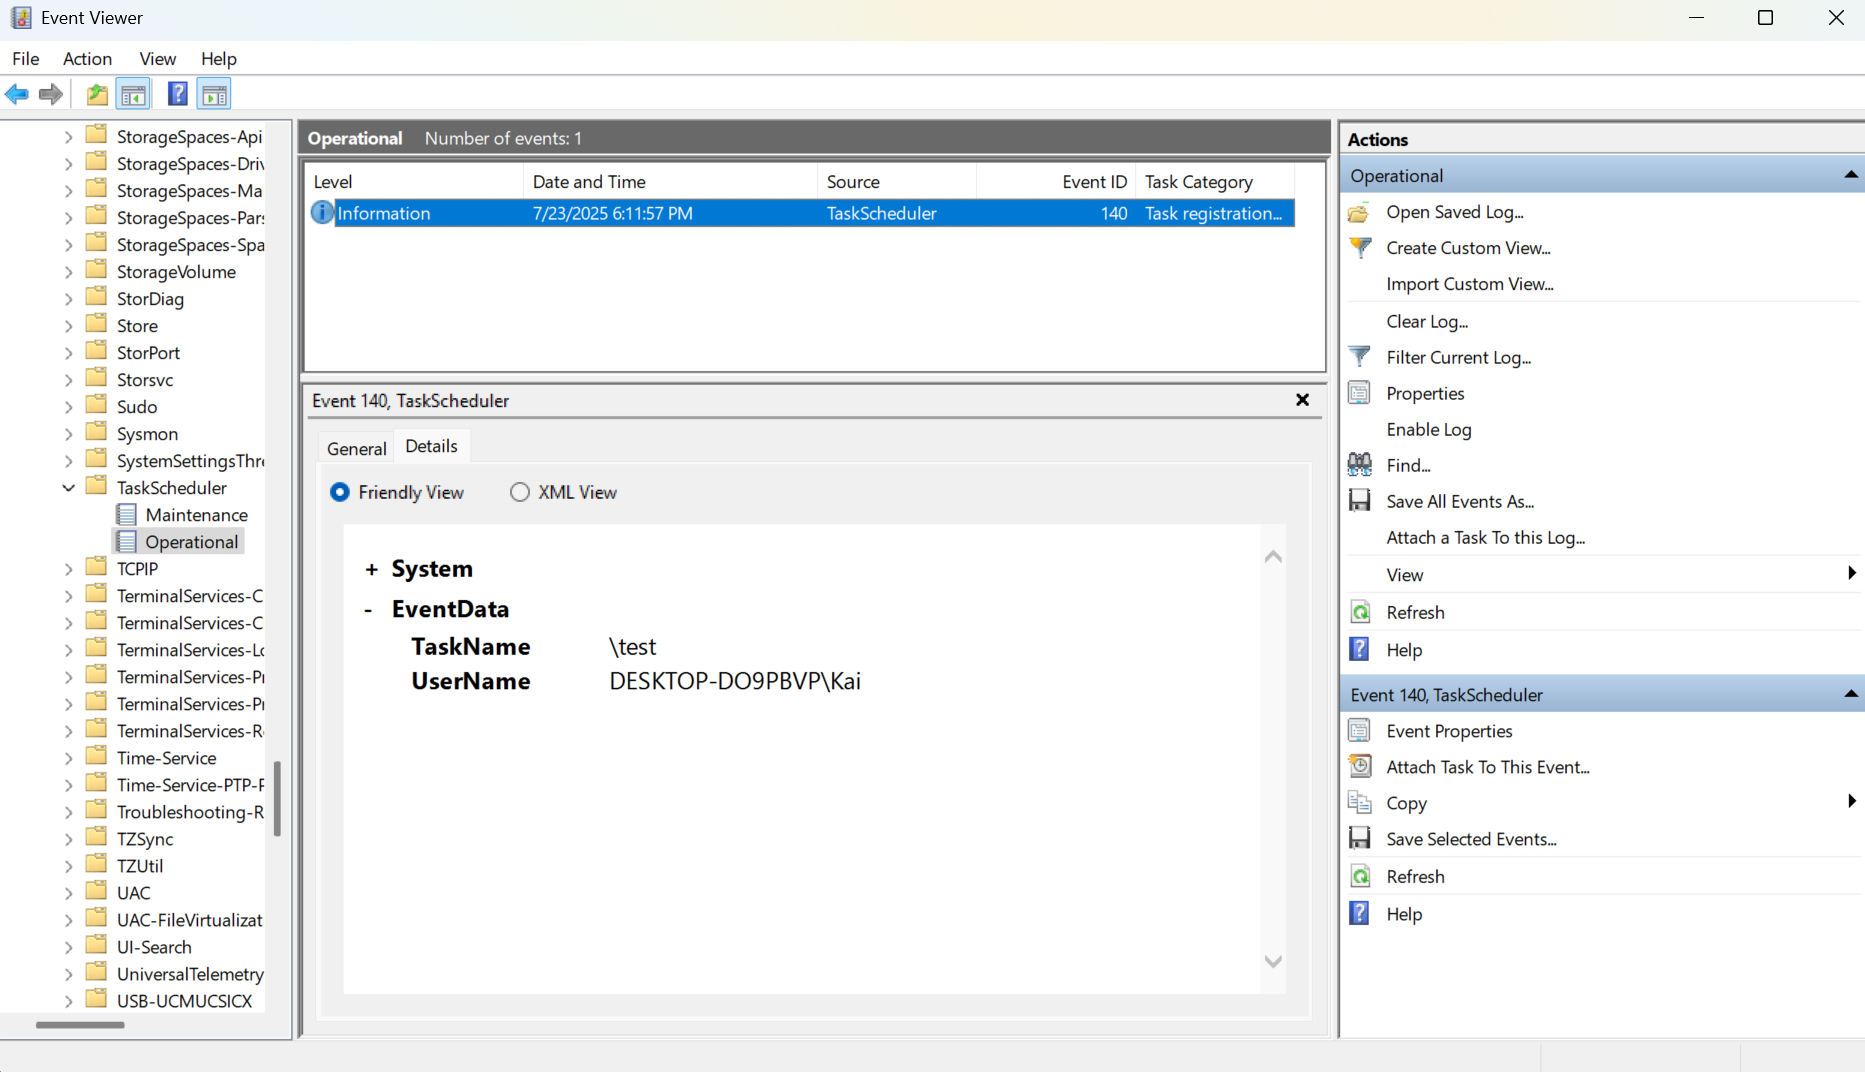 Event Viewer
File Action View Help
StorageSpaces-Api
StorageSpaces-Driv
StorageSpaces-Ma
StorageSpaces-Pars
StorageSpaces-Spa
StorageVolume
StorDiag
Store
StorPort
Storsvc
Sudo
Sysmon
SystemSettingsThre
TaskScheduler
Maintenance
Operational
TCPIP
TerminalServices-C
TerminalServices-C
TerminalServices-Lo
TerminalServices-Pr
TerminalServices-Pr
TerminalServices-R
Time-Service
Time-Service-PTP-P
Troubleshooting-R
TZSync
TZUtil
UAC
UAC-FileVirtualizat
UI-Search
UniversalTelemetry
USB-UCMUCSICX
Operational Number of events: 1
Level Date and Time Source Event ID Task Category
Information 7/23/2025 6:11:57 PM TaskScheduler 140 Task registration...
Event 140, TaskScheduler
General Details
Friendly View XML View
+ System
- EventData
TaskName \test
UserName DESKTOP-DO9PBVP\Kai
Actions
Operational
Open Saved Log...
Create Custom View...
Import Custom View...
Clear Log...
Filter Current Log...
Properties
Enable Log
Find...
Save All Events As...
Attach a Task To this Log...
View
Refresh
Help
Event 140, TaskScheduler
Event Properties
Attach Task To This Event...
Copy
Save Selected Events...
Refresh
Help